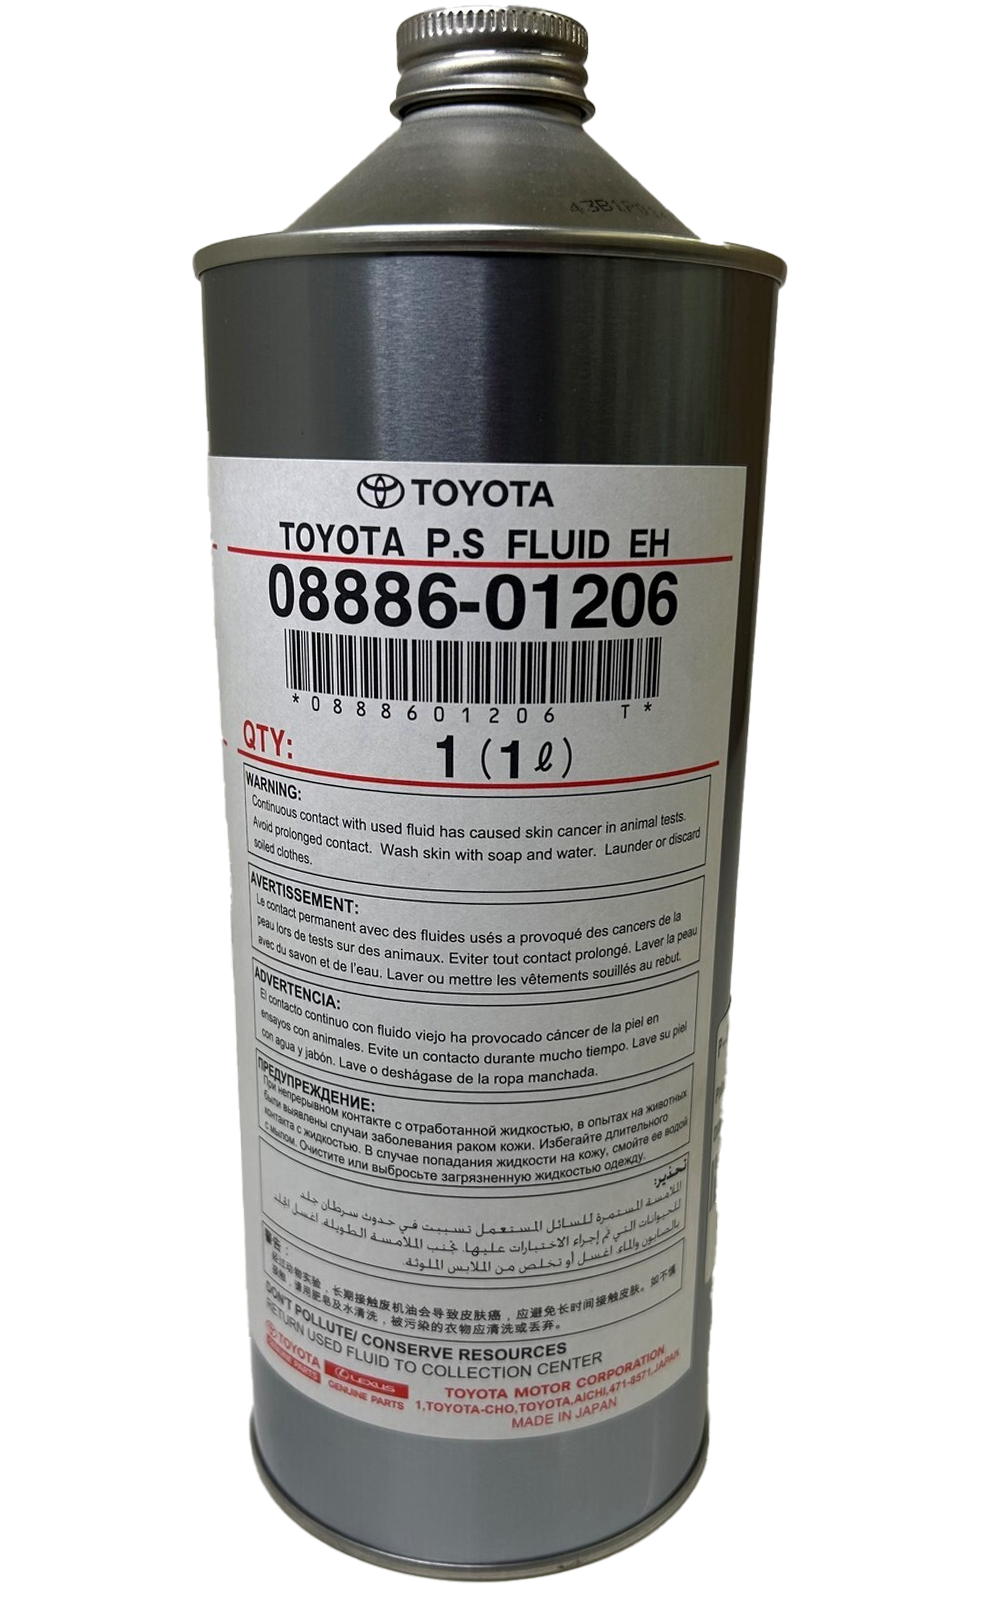 TOYOTA
TOYOTA P.S FLUID EH
08886-01206
*0888601206 T*
QTY: 1 (1ℓ)
WARNING:
Continuous contact with used fluid has caused skin cancer in animal tests.
Avoid prolonged contact. Wash skin with soap and water. Launder or discard
soiled clothes.
AVERTISSEMENT:
Le contact permanent avec des fluides usés a provoqué des cancers de la
peau lors de tests sur des animaux. Eviter tout contact prolongé. Laver la peau
avec du savon et de l'eau. Laver ou mettre les vêtements souillés au rebut.
ADVERTENCIA:
El contacto continuo con fluido viejo ha provocado cáncer de la piel en
ensayos con animales. Evite un contacto durante mucho tiempo. Lave su piel
con agua y jabón. Lave o deshágase de la ropa manchada.
ПРЕДУПРЕЖДЕНИЕ:
При непрерывном контакте с отработанной жидкостью, в опытах на животных
были выявлены случаи заболевания раком кожи. Избегайте длительного
контакта с жидкостью. В случае попадания жидкости на кожу, смойте ее водой
с мылом. Очистите или выбросьте загрязненную жидкостью одежду.
تحذير:
الملامسة المستمرة للسائل المستعمل تسببت في حدوث سرطان جلد
للحيوانات التي تم إجراء الاختبارات عليها. تجنب الملامسة الطويلة. اغسل الجلد
بالصابون والماء. اغسل أو تخلص من الملابس الملوثة.
警告：
经过动物实验，长期接触废机油会导致皮肤癌，应避免长时间接触皮肤。如不慎
接触，请用肥皂及水清洗，被污染的衣物应清洗或丢弃。
DON'T POLLUTE/ CONSERVE RESOURCES
RETURN USED FLUID TO COLLECTION CENTER
TOYOTA
GENUINE PARTS
LEXUS
GENUINE PARTS
TOYOTA MOTOR CORPORATION
1,TOYOTA-CHO,TOYOTA,AICHI,471-8571,JAPAN
MADE IN JAPAN